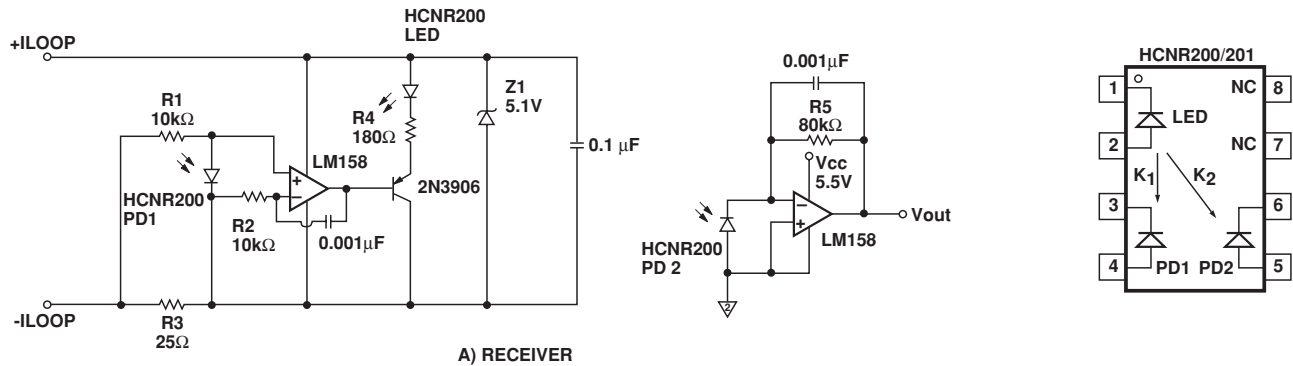 HCNR200
LED
+ILOOP
R1
10kΩ
HCNR200
PD1
R2
10kΩ
+
−
LM158
0.001μF
R4
180Ω
2N3906
Z1
5.1V
0.1 μF
-ILOOP
R3
25Ω
A) RECEIVER
0.001μF
R5
80kΩ
Vcc
5.5V
−
+
LM158
Vout
HCNR200
PD 2
2
HCNR200/201
1
NC
8
LED
2
NC
7
K1
K2
3
6
4
PD1
PD2
5